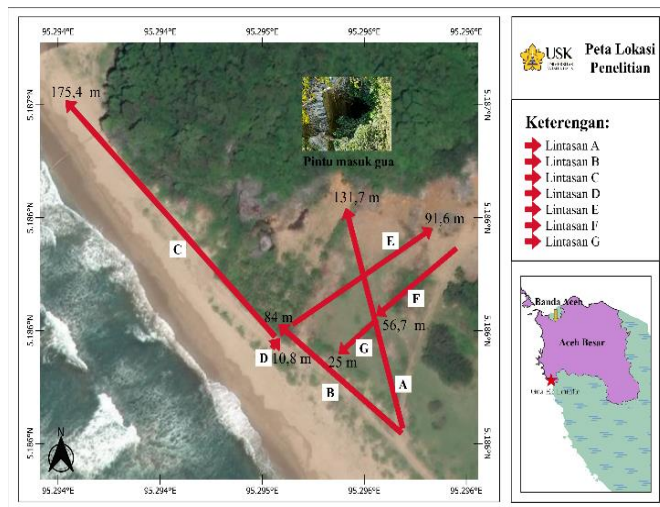 95.294°E 95.294°E 95.295°E 95.296°E 95.296°E
5.187°N
5.187°N
5.186°N
5.186°N
5.186°N
5.186°N
5.186°N
5.186°N
175,4 m
Pintu masuk gua
131,7 m
91,6 m
E
C
F
84 m
56,7 m
G
D
10,8 m
25 m
B
A
N
95.294°E 95.294°E 95.295°E 95.296°E 95.296°E
USK
Peta Lokasi
Penelitian
Keterengan:
Lintasan A
Lintasan B
Lintasan C
Lintasan D
Lintasan E
Lintasan F
Lintasan G
Banda Aceh
Aceh Besar